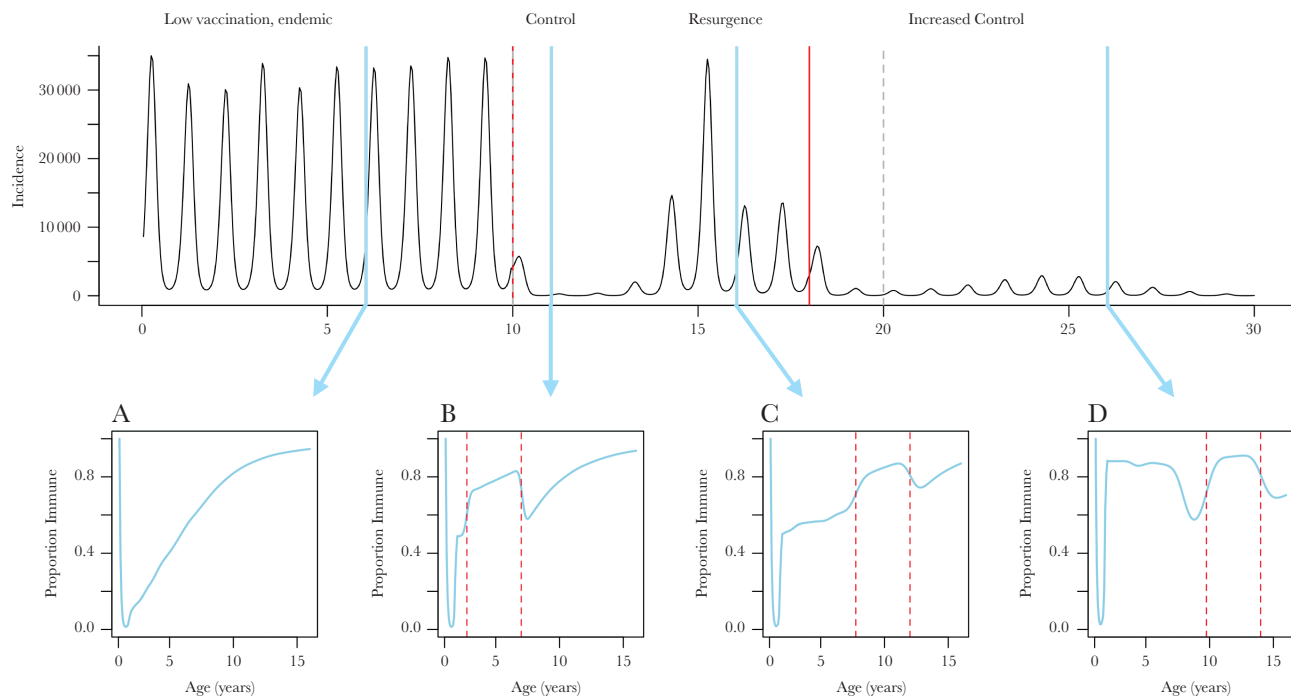 Low vaccination, endemic Control Resurgence Increased Control
Incidence
30 000
20 000
10 000
0
0 5 10 15 20 25 30
A B C D
Proportion Immune
0.8
0.4
0.0
0 5 10 15
Age (years)
Proportion Immune
0.8
0.4
0.0
0 5 10 15
Age (years)
Proportion Immune
0.8
0.4
0.0
0 5 10 15
Age (years)
Proportion Immune
0.8
0.4
0.0
0 5 10 15
Age (years)